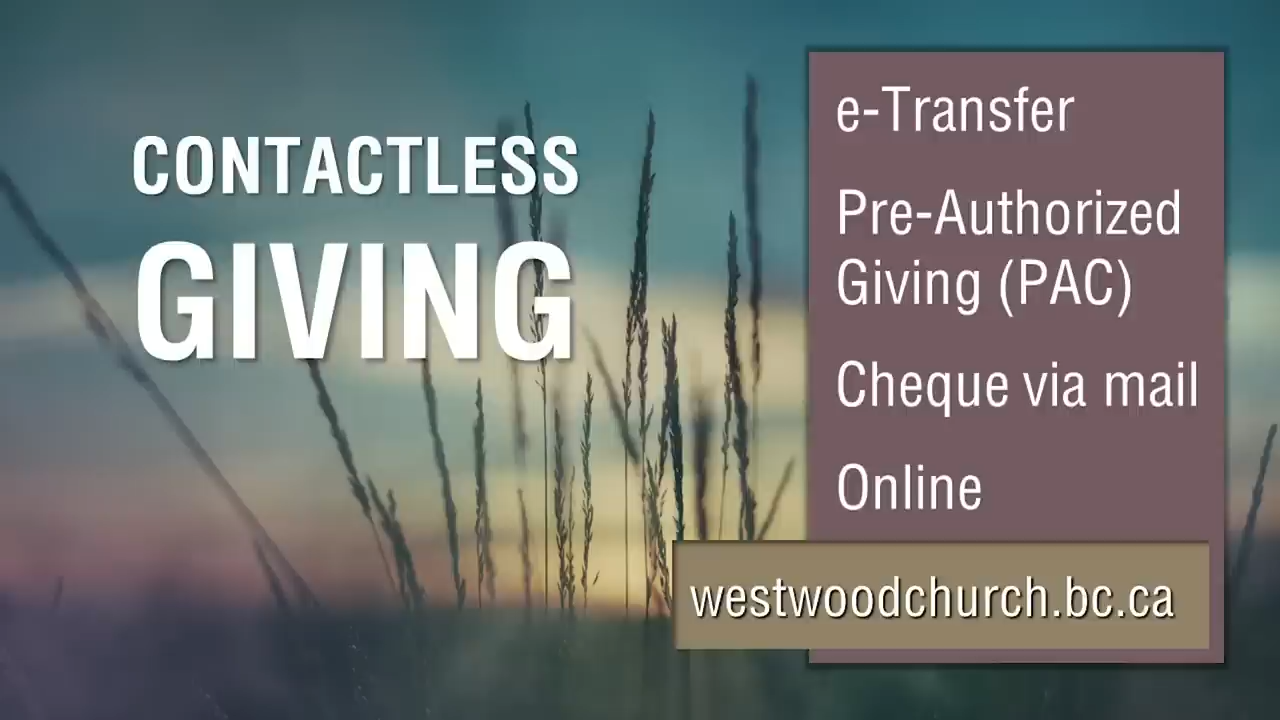 CONTACTLESS
GIVING
e-Transfer
Pre-Authorized
Giving (PAC)
Cheque via mail
Online
westwoodchurch.bc.ca